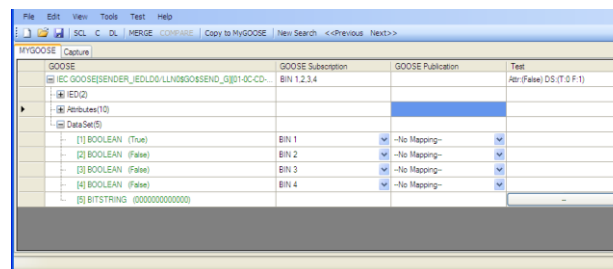 File Edit View Tools Test Help
SCL C DL MERGE COMPARE Copy to MyGOOSE New Search <<Previous Next>>
MYGOOSE Capture
GOOSE GOOSE Subscription GOOSE Publication Test
IEC GOOSE[SENDER_IEDLD0/LLN0$GO$SEND_G][01-0C-CD-... BIN 1,2,3,4 Attr:(False) DS:(T:0 F:1)
IED(2)
Attributes(10)
DataSet(5)
[1] BOOLEAN (True) BIN 1 --No Mapping--
[2] BOOLEAN (False) BIN 2 --No Mapping--
[3] BOOLEAN (False) BIN 3 --No Mapping--
[4] BOOLEAN (False) BIN 4 --No Mapping--
[5] BITSTRING (0000000000000) --